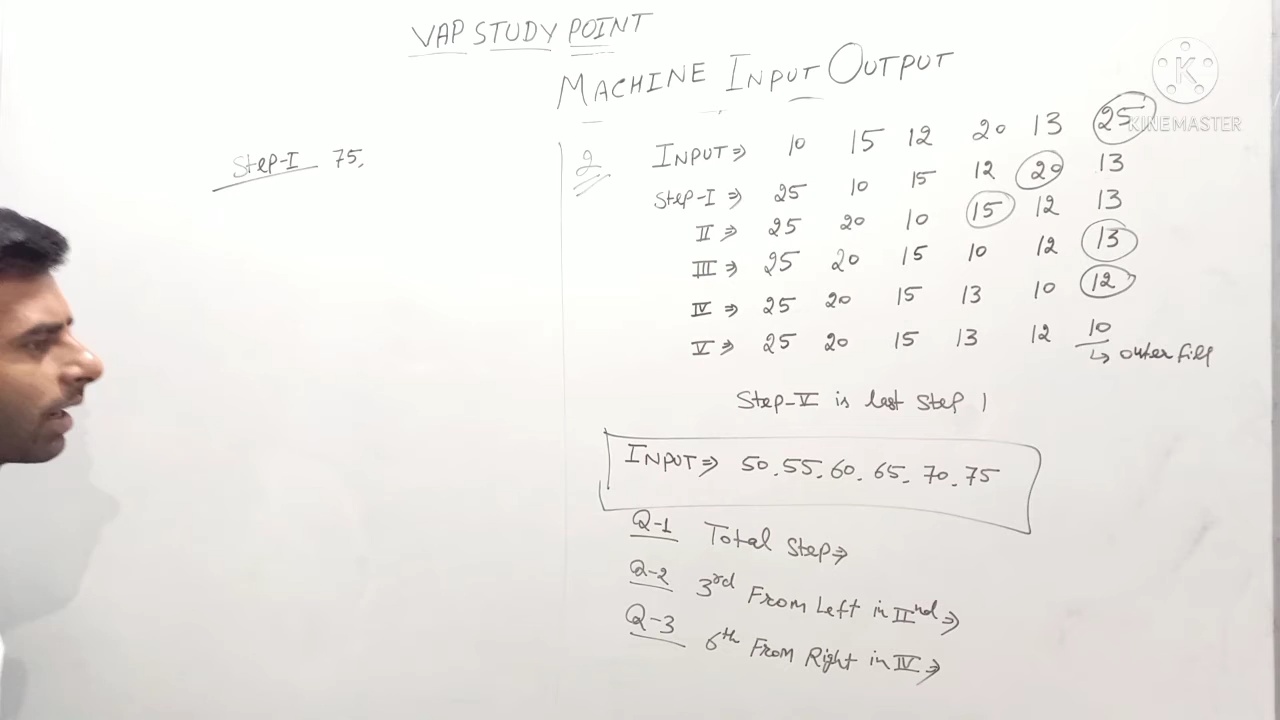 VAP STUDY POINT
MACHINE INPUT OUTPUT
KINEMASTER
Step-I 75,
2
INPUT⇒ 10 15 12 20 13 25
Step-I ⇒ 25 10 15 12 20 13
II ⇒ 25 20 10 15 12 13
III ⇒ 25 20 15 10 12 13
IV ⇒ 25 20 15 13 10 12
V ⇒ 25 20 15 13 12 10
↳ outer fill
Step-V is last step |
INPUT⇒ 50.55.60.65.70.75
Q-1 Total Step⇒
Q-2 3rd From Left in IInd⇒
Q-3 6th From Right in IV⇒